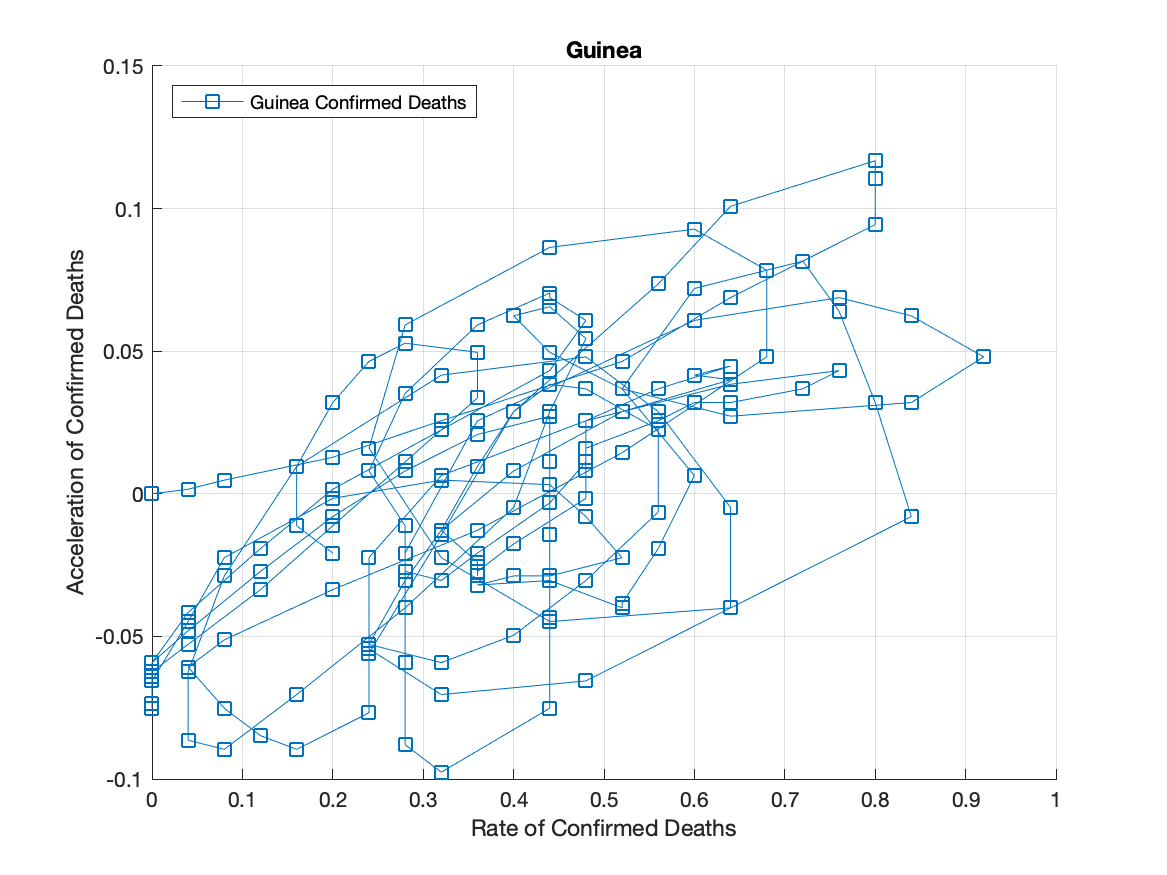 Guinea
0.15
Guinea Confirmed Deaths
0.1
0.05
0
-0.05
-0.1
Acceleration of Confirmed Deaths
0 0.1 0.2 0.3 0.4 0.5 0.6 0.7 0.8 0.9 1
Rate of Confirmed Deaths